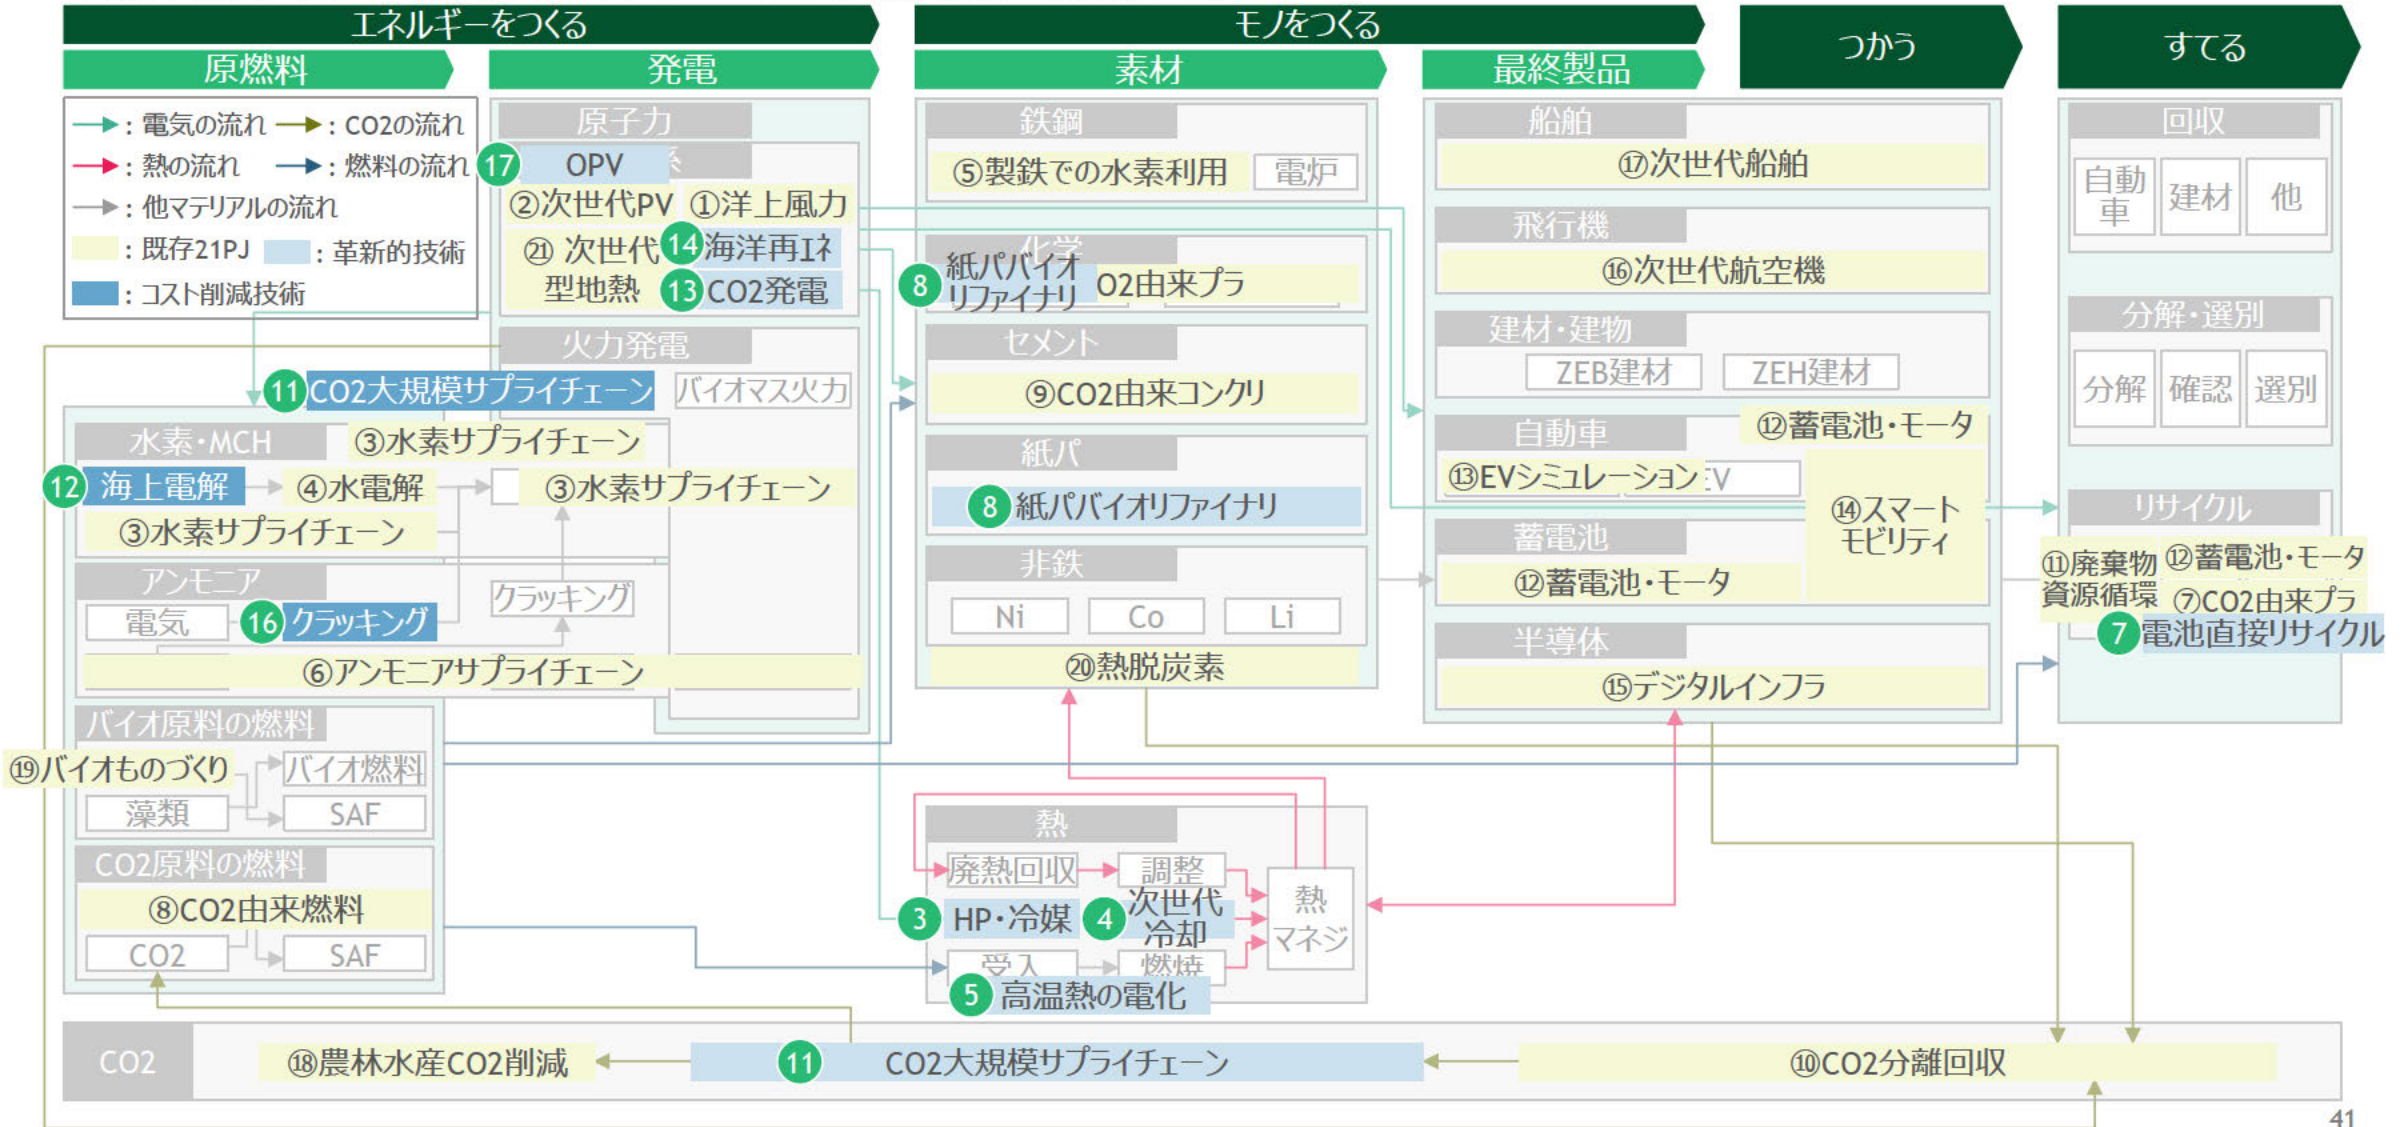 エネルギーをつくる
モノをつくる
つかう
すてる
原燃料
発電
素材
最終製品
→: 電気の流れ
→: CO2の流れ
→: 熱の流れ
→: 燃料の流れ
→: 他マテリアルの流れ
: 既存21PJ
: 革新的技術
: コスト削減技術
原子力
系
17 OPV
②次世代PV
①洋上風力
㉑ 次世代
型地熱
14 海洋再エネ
13 CO2発電
火力発電
11 CO2大規模サプライチェーン
バイオマス火力
水素・MCH
③水素サプライチェーン
12 海上電解
④水電解
③水素サプライチェーン
③水素サプライチェーン
アンモニア
電気
16 クラッキング
クラッキング
⑥アンモニアサプライチェーン
バイオ原料の燃料
⑲バイオものづくり
バイオ燃料
藻類
SAF
CO2原料の燃料
⑧CO2由来燃料
CO2
SAF
鉄鋼
⑤製鉄での水素利用
電炉
化学
8 紙パバイオ
リファイナリ
O2由来プラ
セメント
⑨CO2由来コンクリ
紙パ
8 紙パバイオリファイナリ
非鉄
Ni
Co
Li
⑳熱脱炭素
熱
廃熱回収
調整
3 HP・冷媒
4 次世代
冷却
熱
マネジ
受入
燃焼
5 高温熱の電化
船舶
⑰次世代船舶
飛行機
⑯次世代航空機
建材・建物
ZEB建材
ZEH建材
自動車
⑫蓄電池・モータ
⑬EVシミュレーション
EV
⑭スマート
モビリティ
蓄電池
⑫蓄電池・モータ
半導体
⑮デジタルインフラ
回収
自動
車
建材
他
分解・選別
分解
確認
選別
リサイクル
⑪廃棄物
資源循環
⑫蓄電池・モータ
⑦CO2由来プラ
7 電池直接リサイクル
CO2
⑱農林水産CO2削減
11 CO2大規模サプライチェーン
⑩CO2分離回収
41